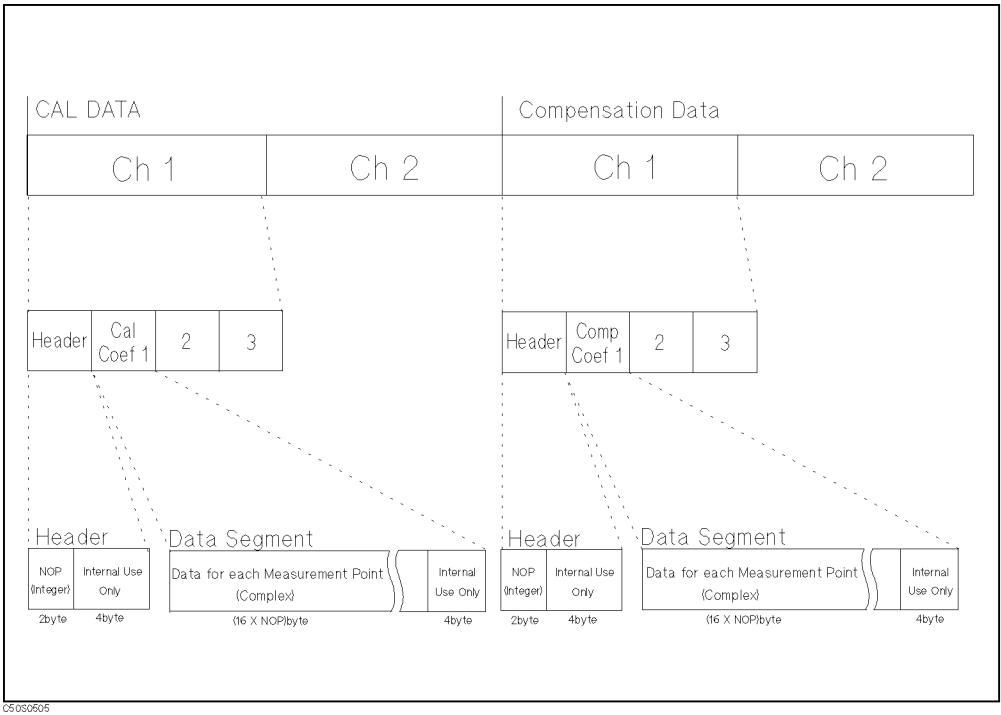 CAL DATA
Compensation Data
Ch 1
Ch 2
Ch 1
Ch 2
Header
Cal
Coef 1
2
3
Header
Comp
Coef 1
2
3
Header
Data Segment
NOP
(Integer)
Internal Use
Only
Data for each Measurement Point
(Complex)
Internal
Use Only
2byte
4byte
(16 X NOP)byte
4byte
Header
Data Segment
NOP
(Integer)
Internal Use
Only
Data for each Measurement Point
(Complex)
Internal
Use Only
2byte
4byte
(16 X NOP)byte
4byte
C50S0505